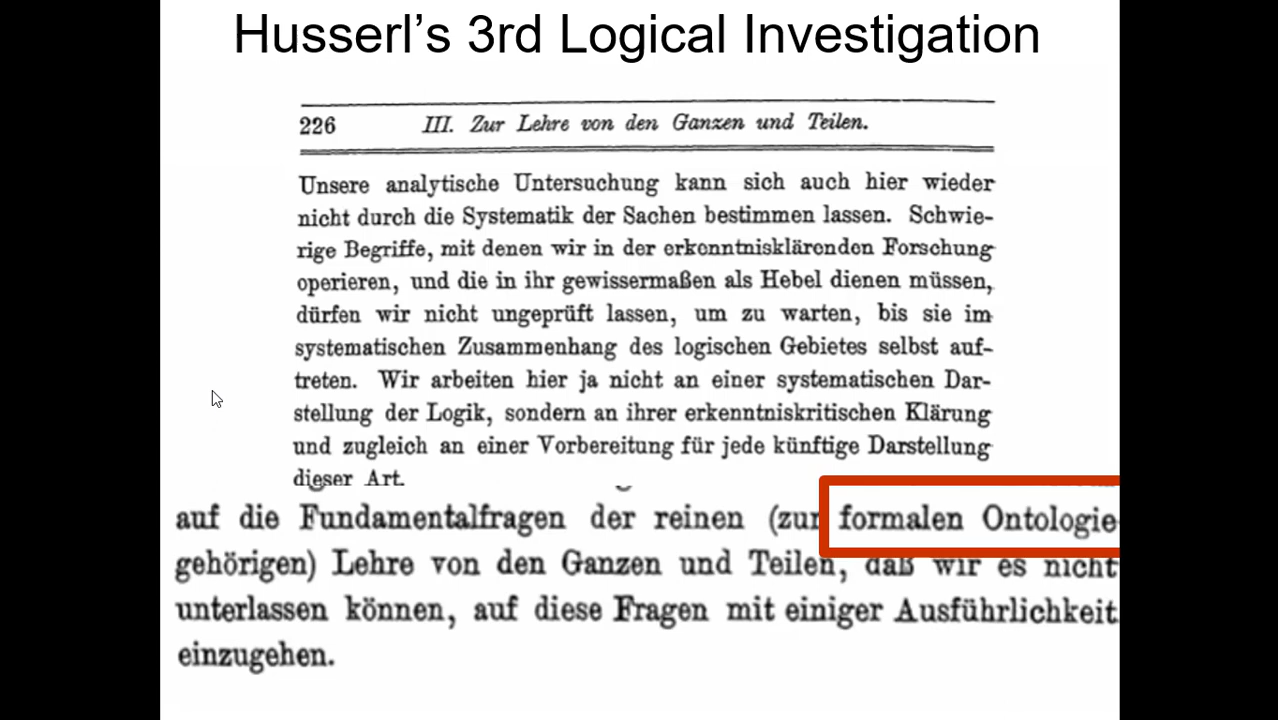 Husserl's 3rd Logical Investigation
226 III. Zur Lehre von den Ganzen und Teilen.
Unsere analytische Untersuchung kann sich auch hier wieder
nicht durch die Systematik der Sachen bestimmen lassen. Schwie-
rige Begriffe, mit denen wir in der erkenntnisklärenden Forschung
operieren, und die in ihr gewissermaßen als Hebel dienen müssen,
dürfen wir nicht ungeprüft lassen, um zu warten, bis sie im
systematischen Zusammenhang des logischen Gebietes selbst auf-
treten. Wir arbeiten hier ja nicht an einer systematischen Dar-
stellung der Logik, sondern an ihrer erkenntniskritischen Klärung
und zugleich an einer Vorbereitung für jede künftige Darstellung
dieser Art.
auf die Fundamentalfragen der reinen (zur formalen Ontologie
gehörigen) Lehre von den Ganzen und Teilen, daß wir es nicht
unterlassen können, auf diese Fragen mit einiger Ausführlichkeit
einzugehen.